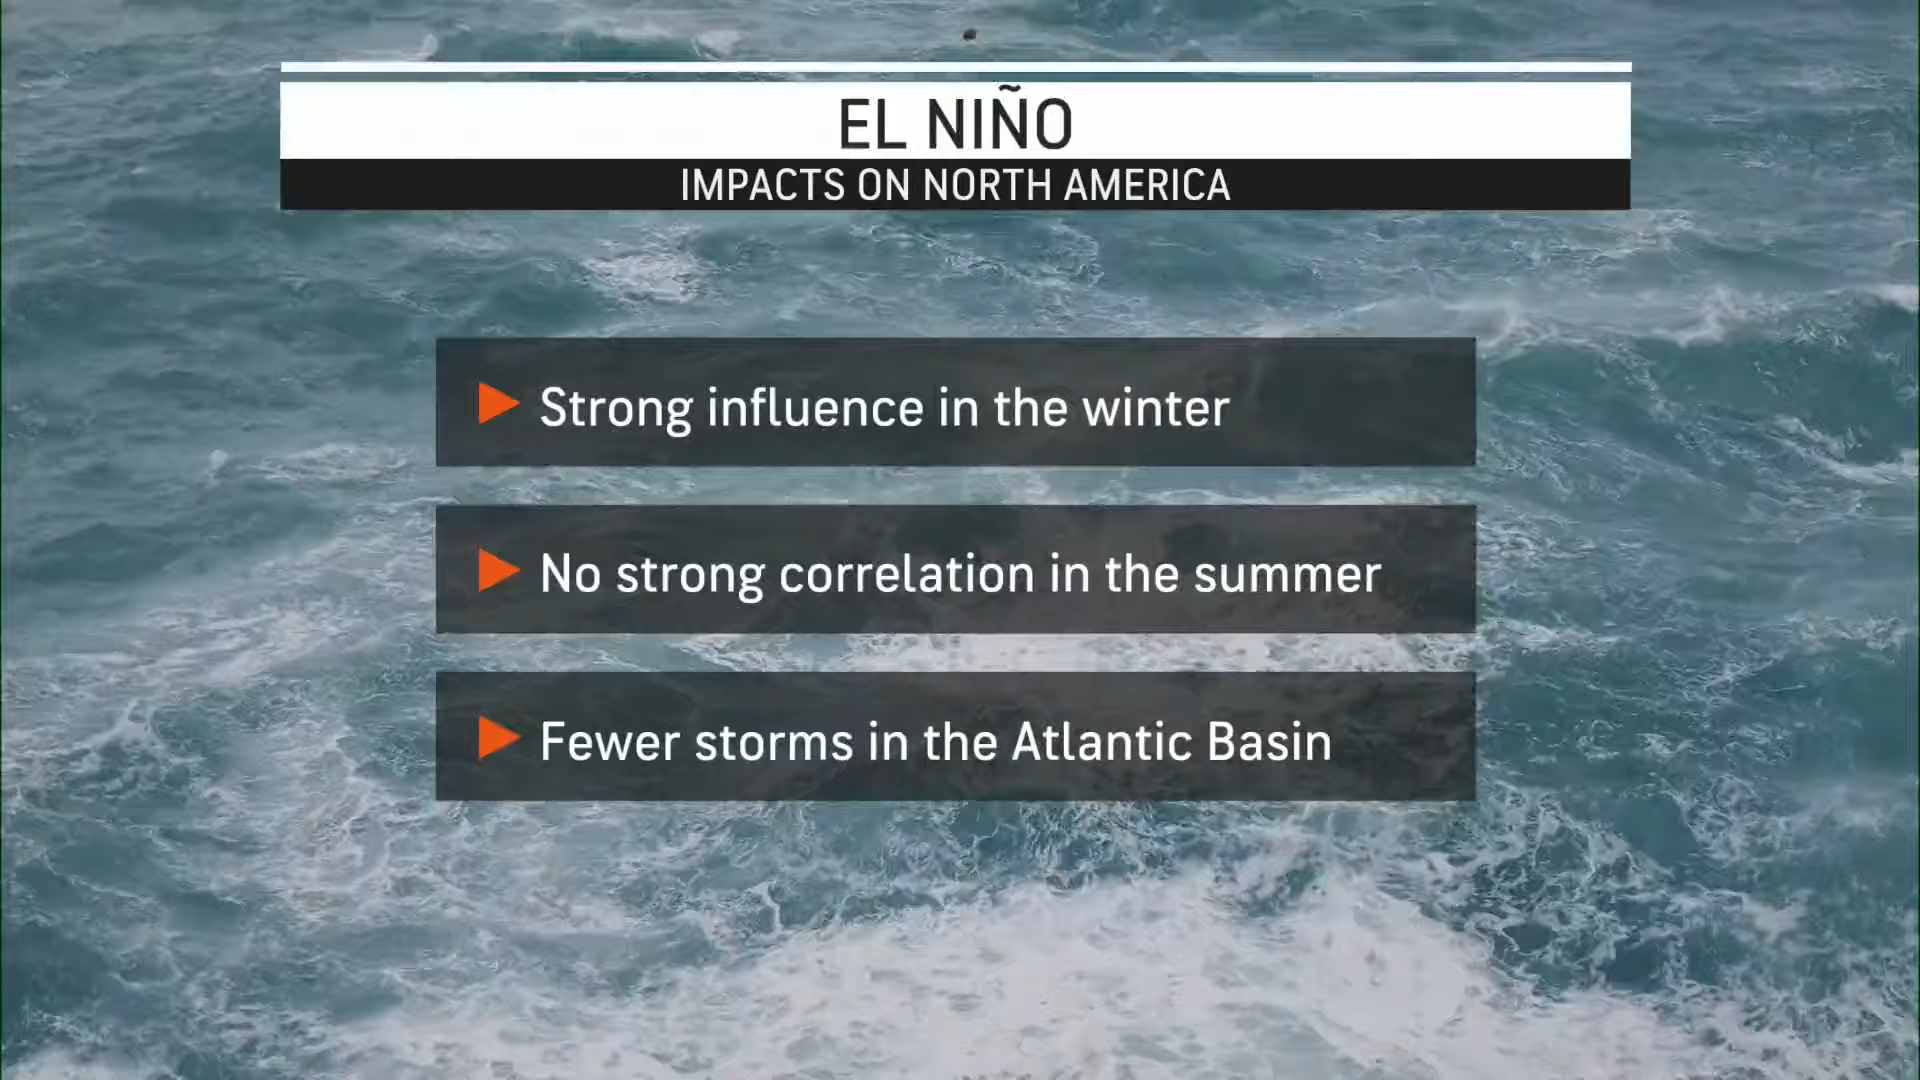 EL NIÑO
IMPACTS ON NORTH AMERICA
Strong influence in the winter
No strong correlation in the summer
Fewer storms in the Atlantic Basin